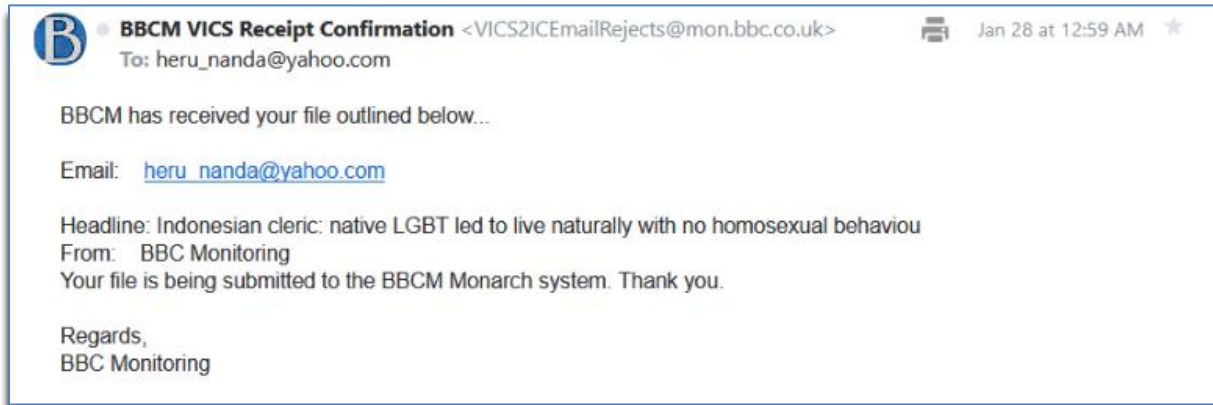 B
BBCM VICS Receipt Confirmation <VICS2ICEmailRejects@mon.bbc.co.uk> Jan 28 at 12:59 AM
To: heru_nanda@yahoo.com
BBCM has received your file outlined below...
Email: heru_nanda@yahoo.com
Headline: Indonesian cleric: native LGBT led to live naturally with no homosexual behaviou
From: BBC Monitoring
Your file is being submitted to the BBCM Monarch system. Thank you.
Regards,
BBC Monitoring